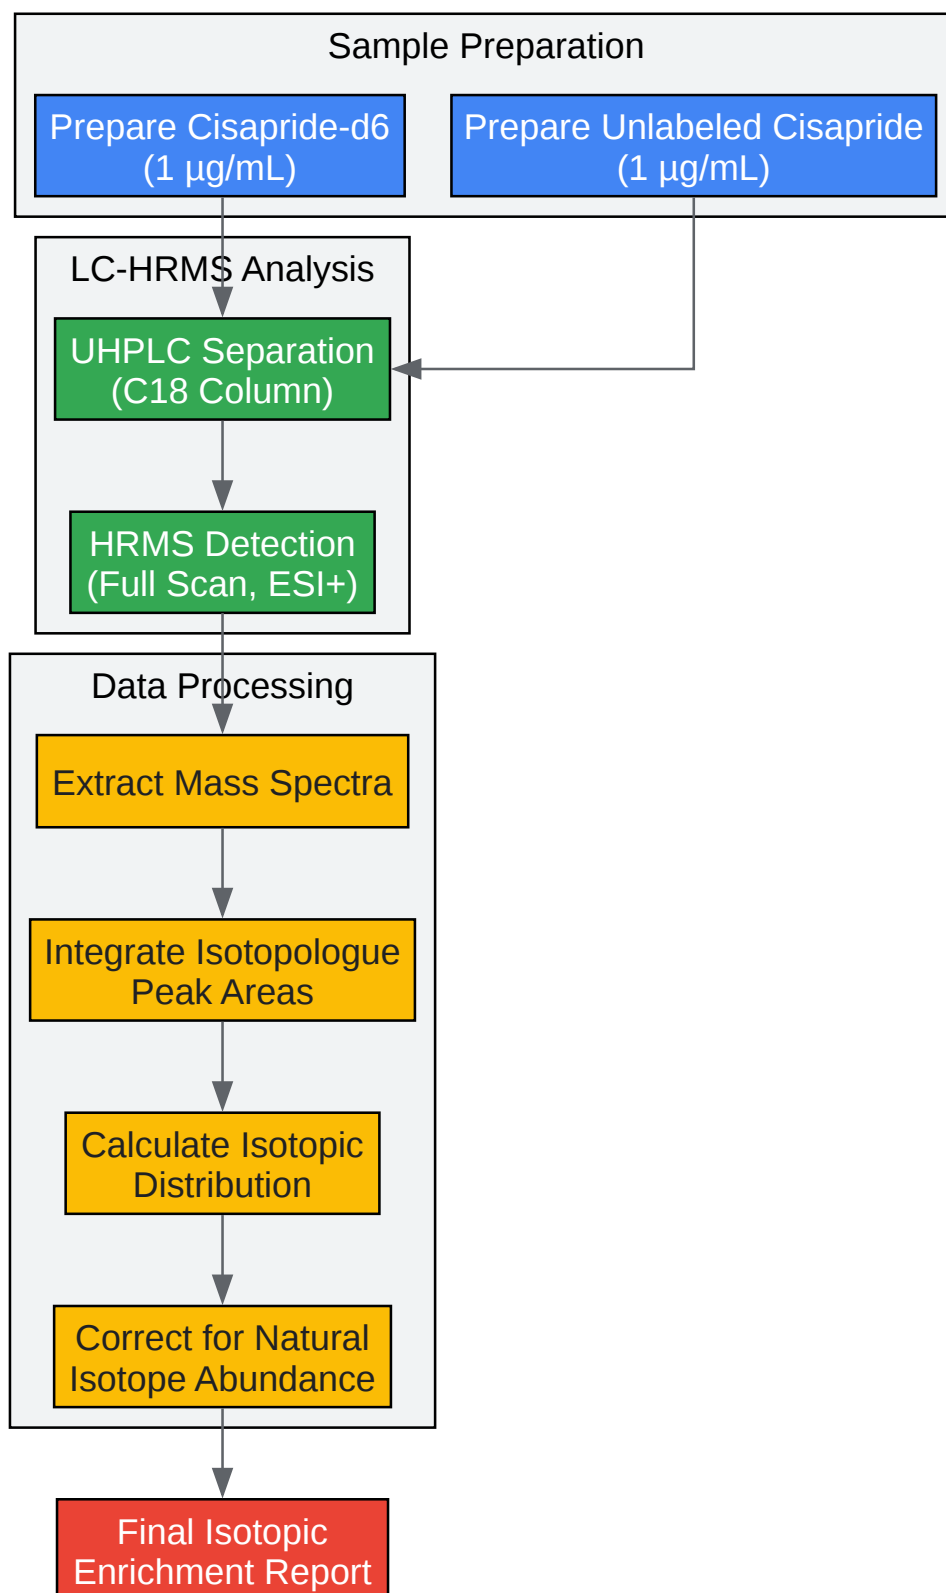 Sample Preparation
Prepare Cisapride-d6
(1 µg/mL)
Prepare Unlabeled Cisapride
(1 µg/mL)
LC-HRMS Analysis
UHPLC Separation
(C18 Column)
HRMS Detection
(Full Scan, ESI+)
Data Processing
Extract Mass Spectra
Integrate Isotopologue
Peak Areas
Calculate Isotopic
Distribution
Correct for Natural
Isotope Abundance
Final Isotopic
Enrichment Report